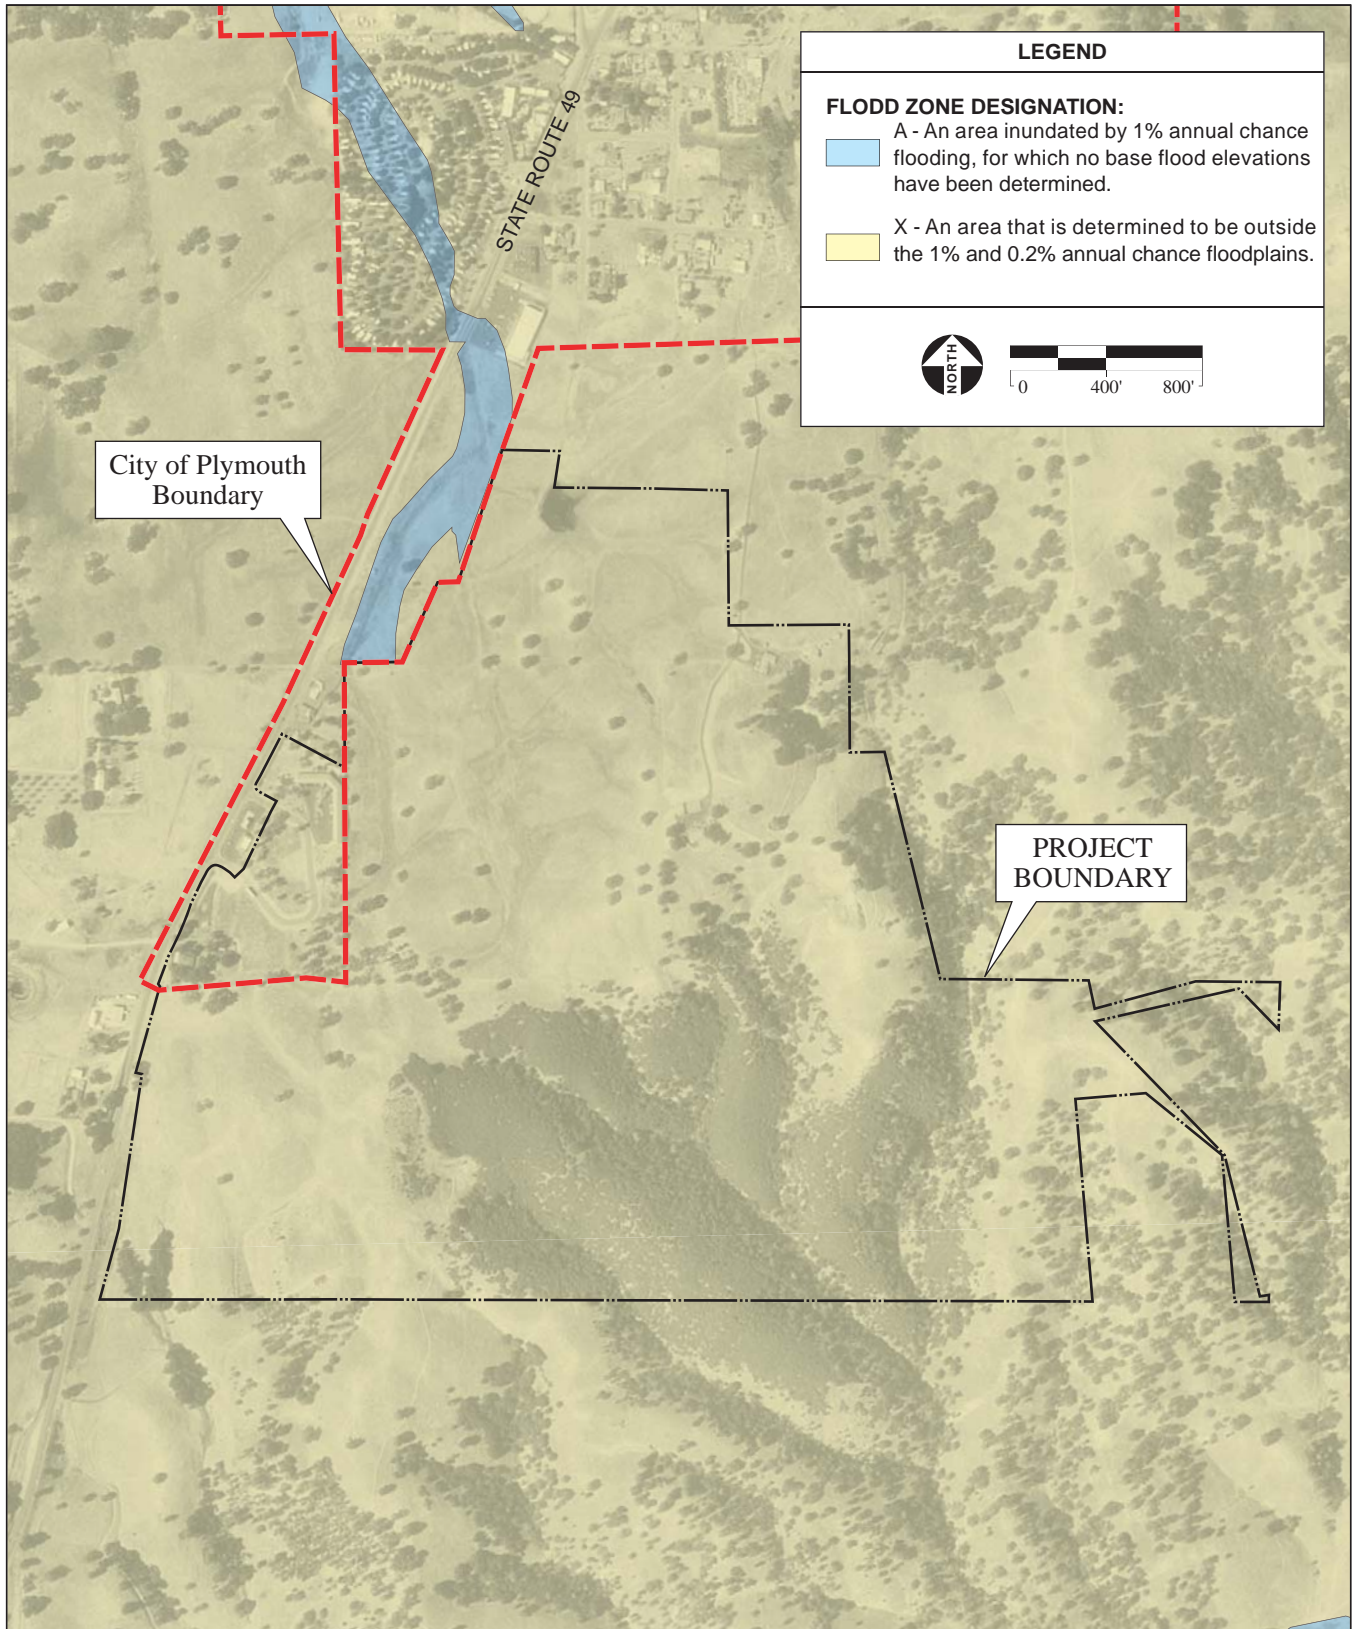 LEGEND
FLODD ZONE DESIGNATION:
A - An area inundated by 1% annual chance
flooding, for which no base flood elevations
have been determined.
X - An area that is determined to be outside
the 1% and 0.2% annual chance floodplains.
NORTH
0 400' 800'
STATE ROUTE 49
City of Plymouth
Boundary
PROJECT
BOUNDARY